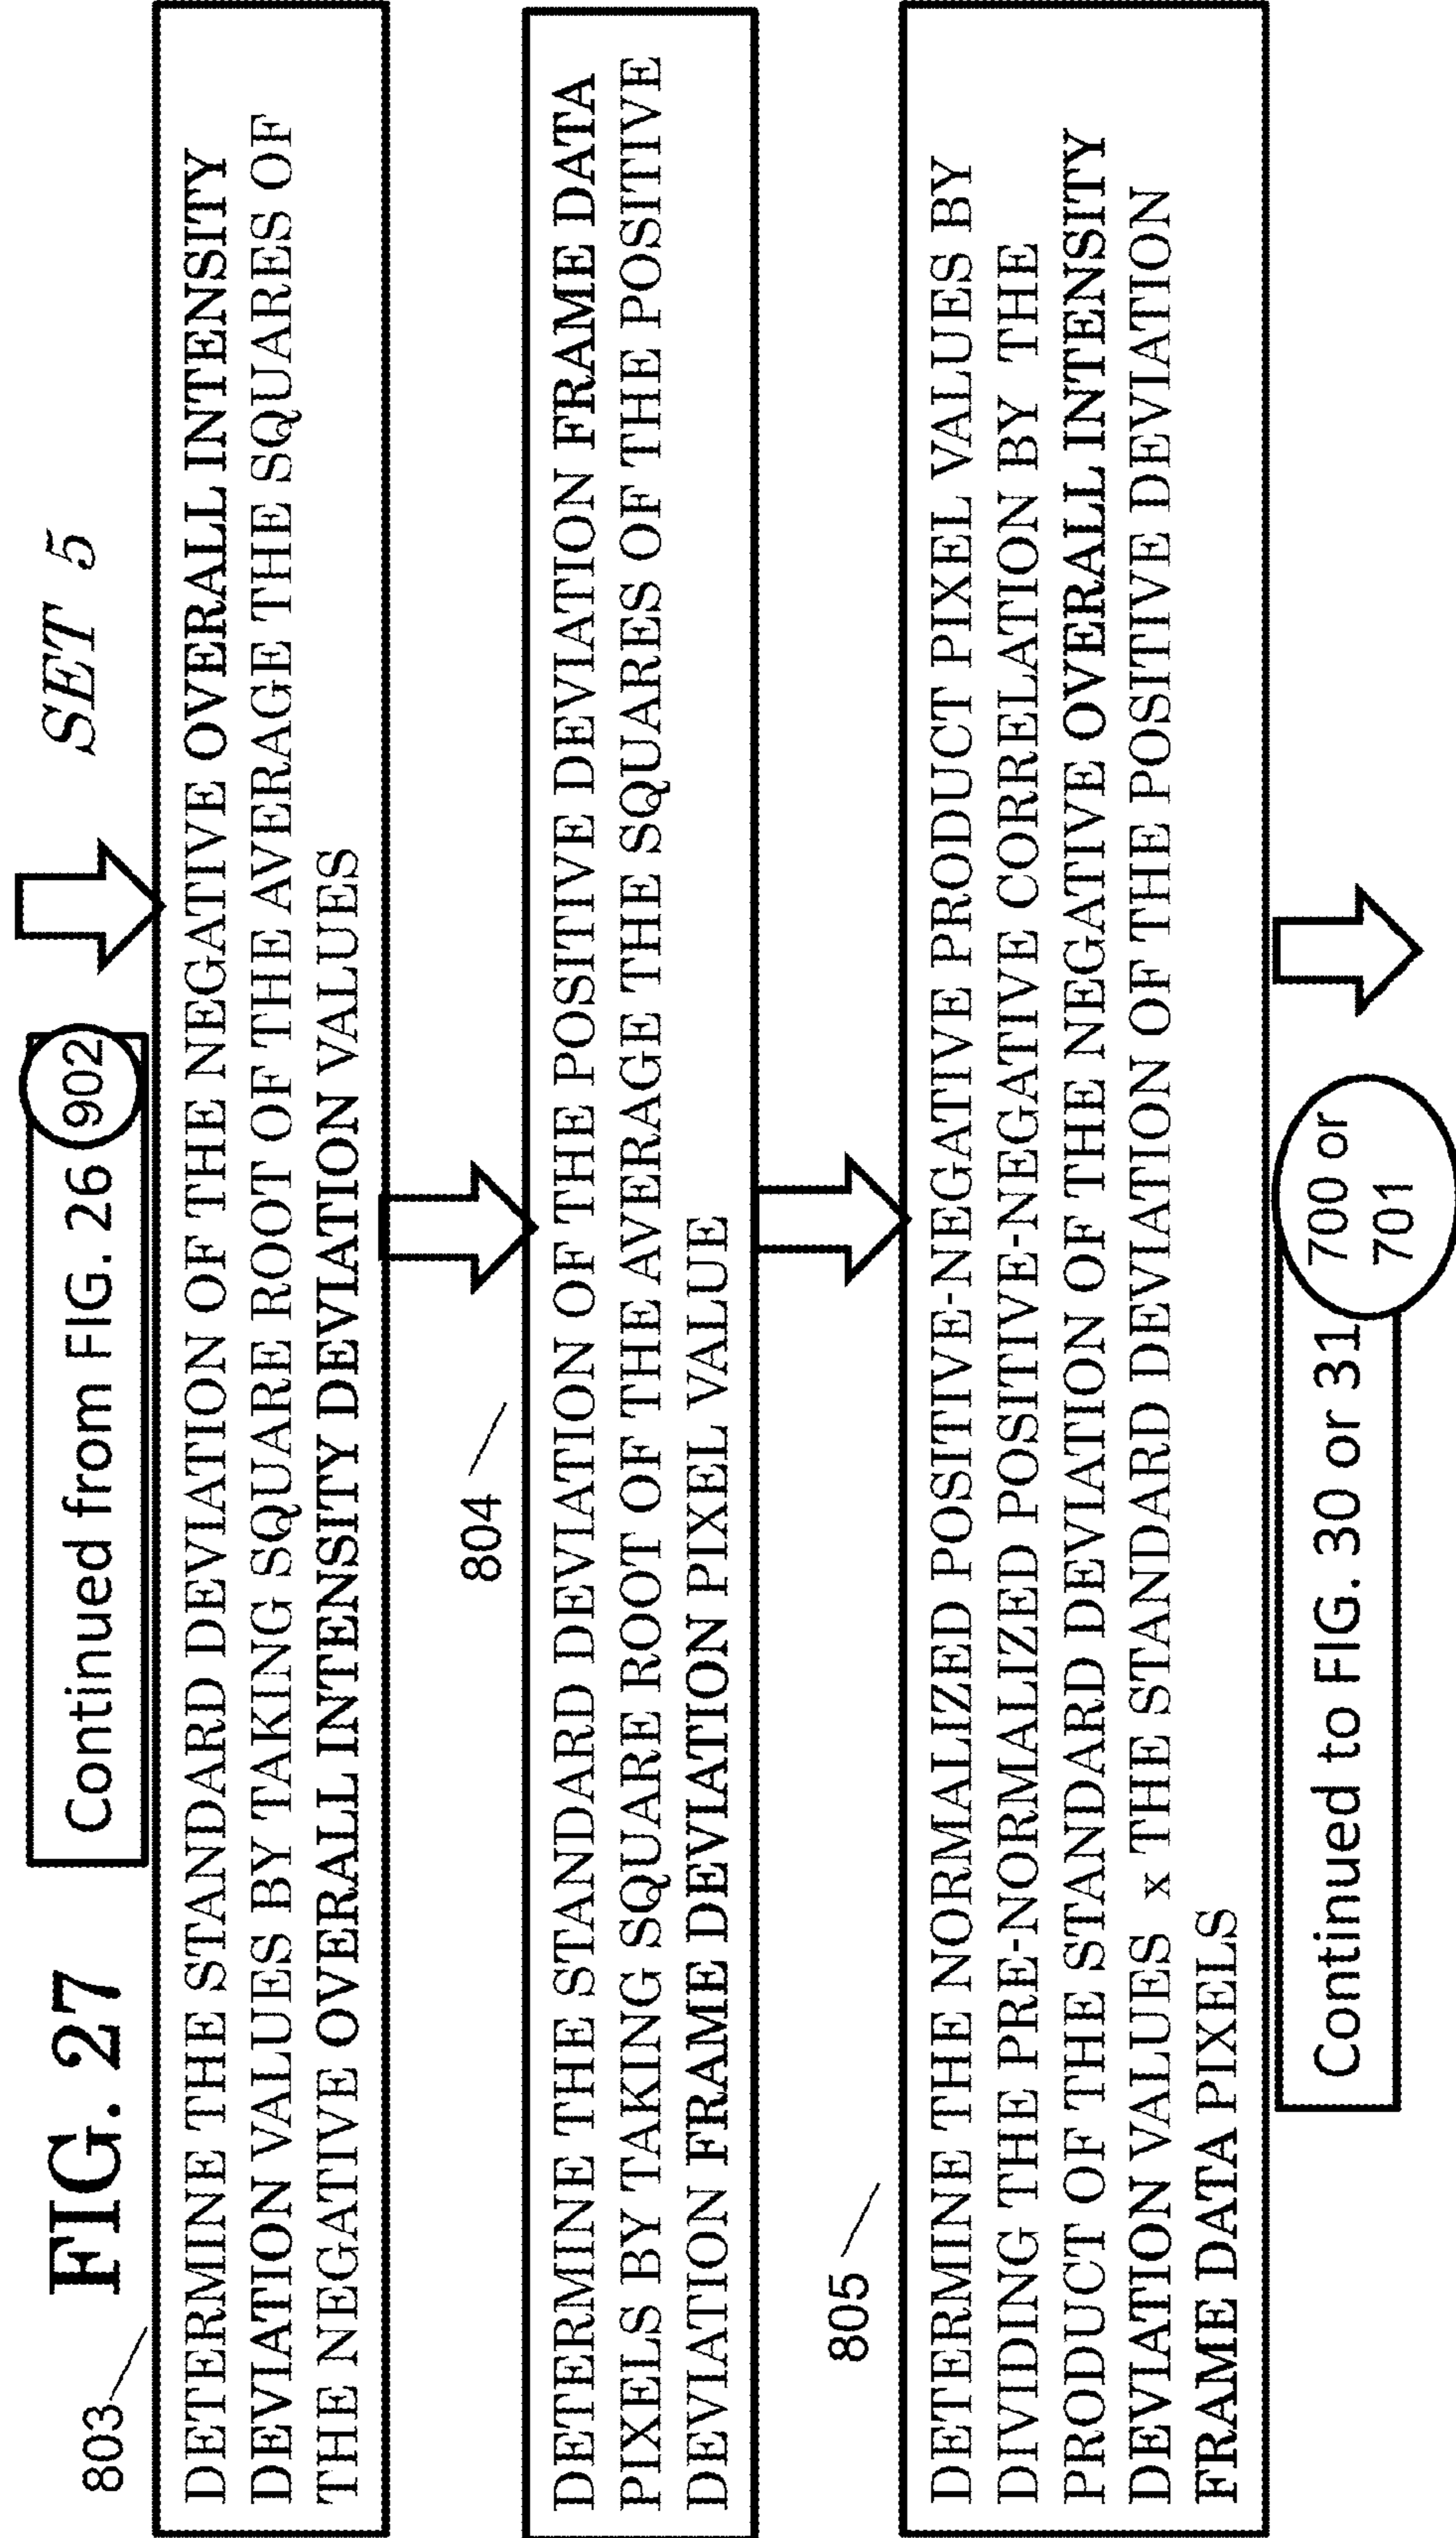 FIG. 27
SET 5
Continued from FIG. 26 902
803
DETERMINE THE STANDARD DEVIATION OF THE NEGATIVE OVERALL INTENSITY
DEVIATION VALUES BY TAKING SQUARE ROOT OF THE AVERAGE THE SQUARES OF
THE NEGATIVE OVERALL INTENSITY DEVIATION VALUES
804
DETERMINE THE STANDARD DEVIATION OF THE POSITIVE DEVIATION FRAME DATA
PIXELS BY TAKING SQUARE ROOT OF THE AVERAGE THE SQUARES OF THE POSITIVE
DEVIATION FRAME DEVIATION PIXEL VALUE
805
DETERMINE THE NORMALIZED POSITIVE-NEGATIVE PRODUCT PIXEL VALUES BY
DIVIDING THE PRE-NORMALIZED POSITIVE-NEGATIVE CORRELATION BY THE
PRODUCT OF THE STANDARD DEVIATION OF THE NEGATIVE OVERALL INTENSITY
DEVIATION VALUES x THE STANDARD DEVIATION OF THE POSITIVE DEVIATION
FRAME DATA PIXELS
Continued to FIG. 30 or 31
700 or
701